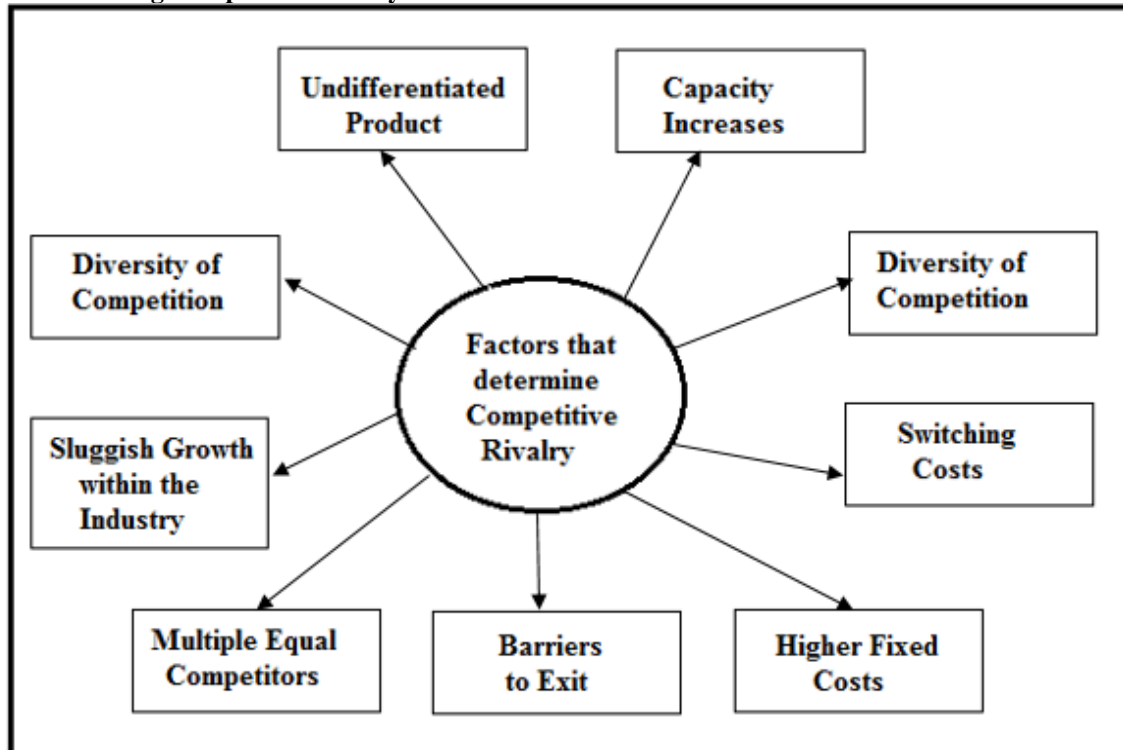 Undifferentiated
Product
Capacity
Increases
Diversity of
Competition
Diversity of
Competition
Factors that
determine
Competitive
Rivalry
Sluggish Growth
within the
Industry
Switching
Costs
Multiple Equal
Competitors
Barriers
to Exit
Higher Fixed
Costs